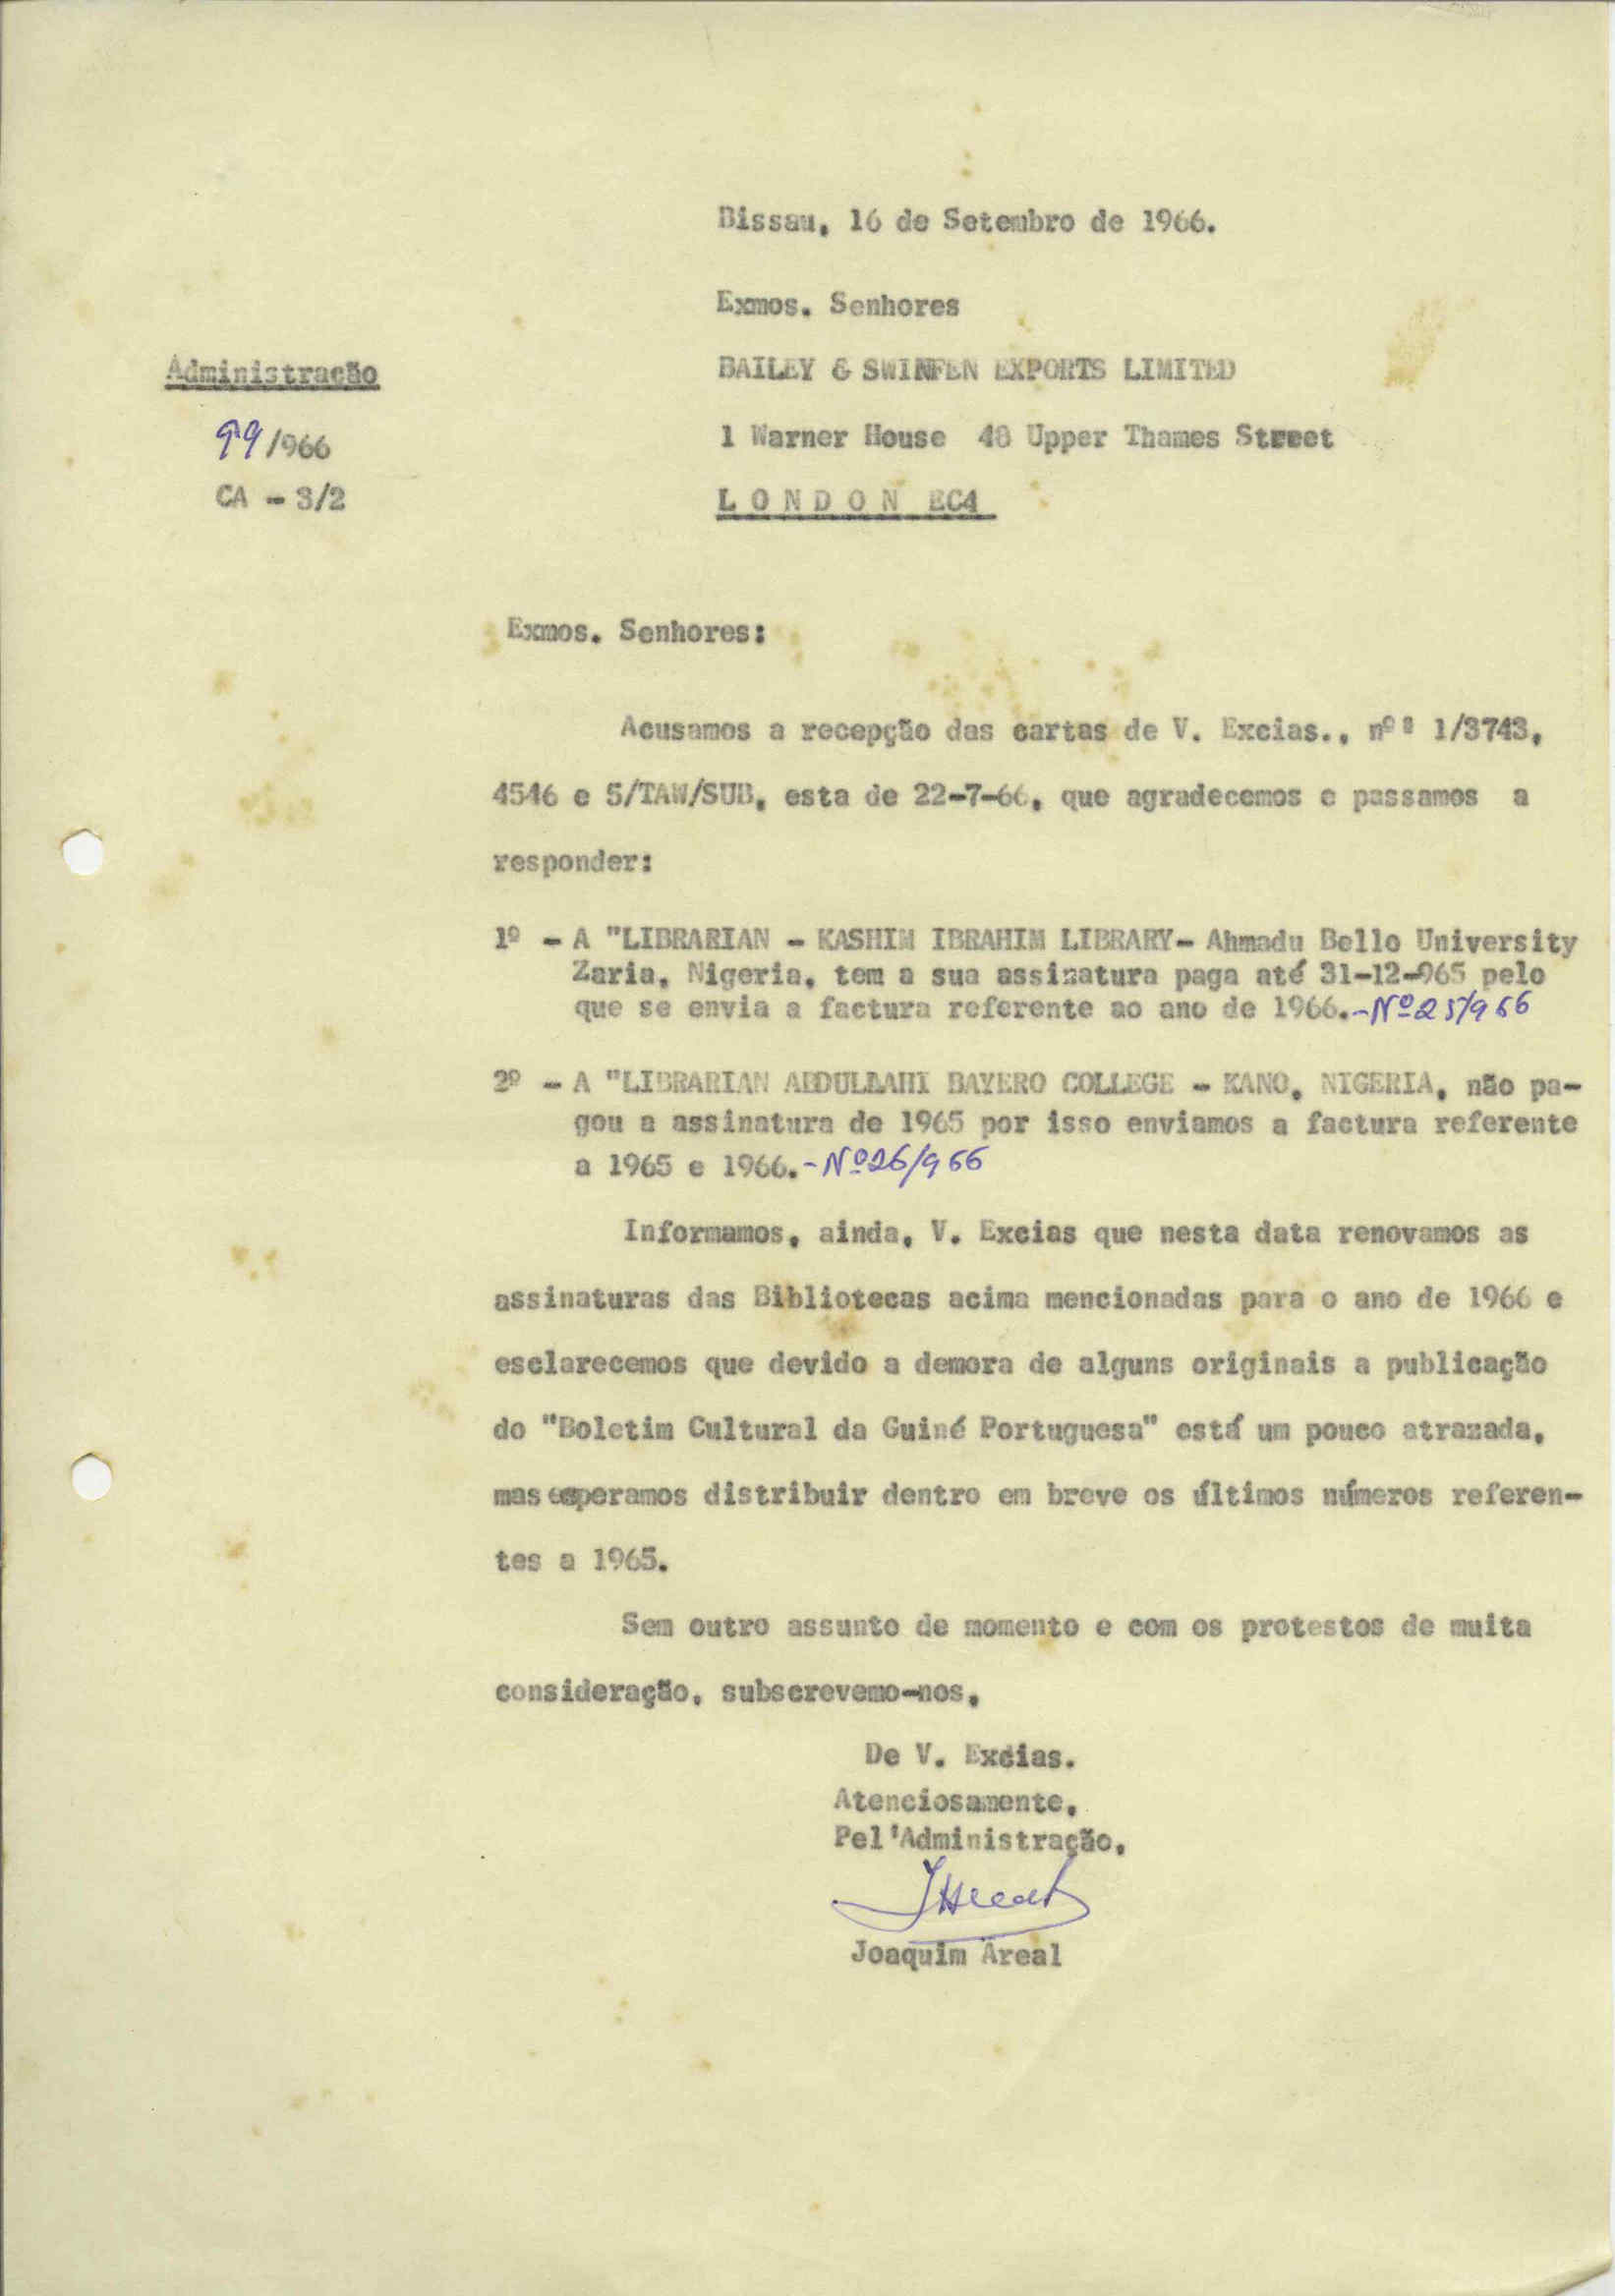 Bissau, 16 de Setembro de 1966.
Exmos. Senhores
Administração
BAILEY & SWINFEN EXPORTS LIMITED
99/966
1 Warner House 48 Upper Thames Street
CA - 3/2
L O N D O N EC4
Exmos. Senhores:
Acusamos a recepção das cartas de V. Excias., nºs 1/3743,
4546 e 5/TAW/SUB, esta de 22-7-66, que agradecemos e passamos a
responder:
1º - A "LIBRARIAN - KASHIM IBRAHIM LIBRARY- Ahmadu Bello University
Zaria, Nigeria, tem a sua assinatura paga até 31-12-965 pelo
que se envia a factura referente ao ano de 1966.-Nº25/966
2º - A "LIBRARIAN ABDULLAHI BAYERO COLLEGE - KANO, NIGERIA, não pa-
gou a assinatura de 1965 por isso enviamos a factura referente
a 1965 e 1966.-Nº26/966
Informamos, ainda, V. Excias que nesta data renovamos as
assinaturas das Bibliotecas acima mencionadas para o ano de 1966 e
esclarecemos que devido a demora de alguns originais a publicação
do "Boletim Cultural da Guiné Portuguesa" está um pouco atrazada,
mas esperamos distribuir dentro em breve os últimos números referen-
tes a 1965.
Sem outro assunto de momento e com os protestos de muita
consideração, subscrevemo-nos,
De V. Excias.
Atenciosamente,
Pel'Administração,
JAreal
Joaquim Areal